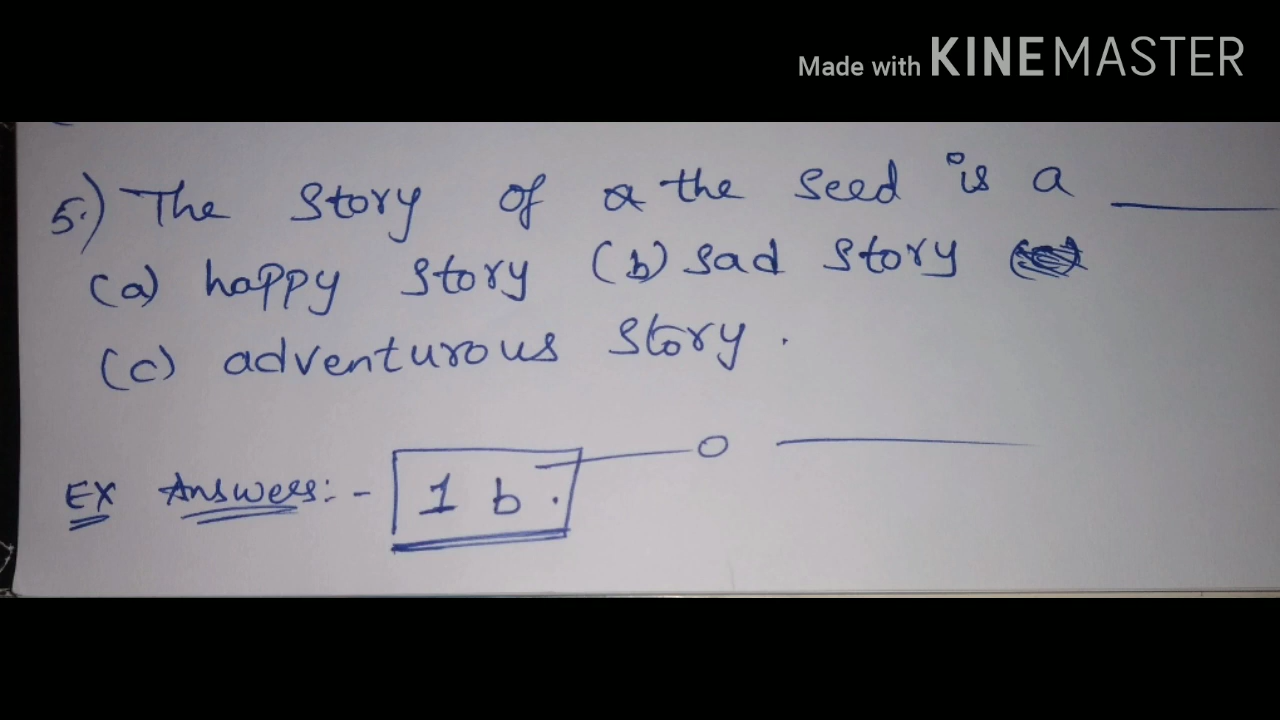 Made with KINEMASTER
5.) The Story of a the Seed is a ____
(a) happy Story (b) sad story
(c) adventurous Story.
EX Answers:- 1 b.